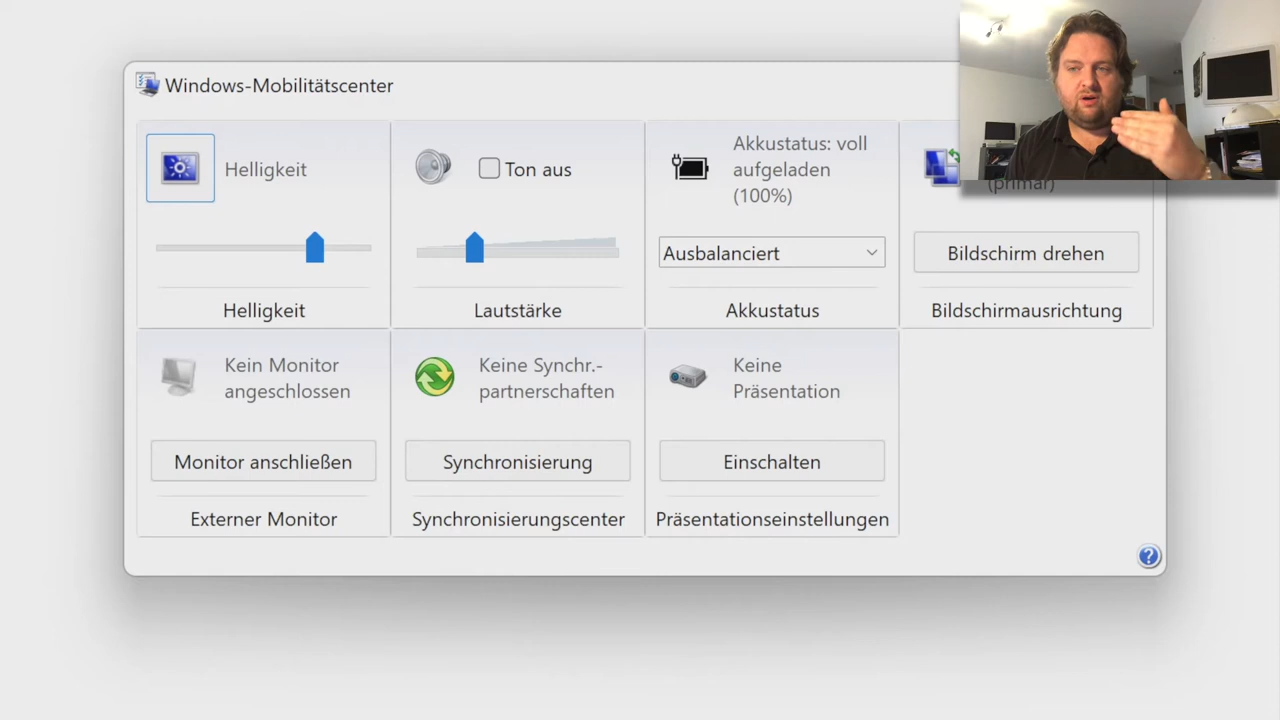 Windows-Mobilitätscenter
Helligkeit
Helligkeit
Ton aus
Lautstärke
Akkustatus: voll
aufgeladen
(100%)
Ausbalanciert
Akkustatus
(primär)
Bildschirm drehen
Bildschirmausrichtung
Kein Monitor
angeschlossen
Monitor anschließen
Externer Monitor
Keine Synchr.-
partnerschaften
Synchronisierung
Synchronisierungscenter
Keine
Präsentation
Einschalten
Präsentationseinstellungen
?